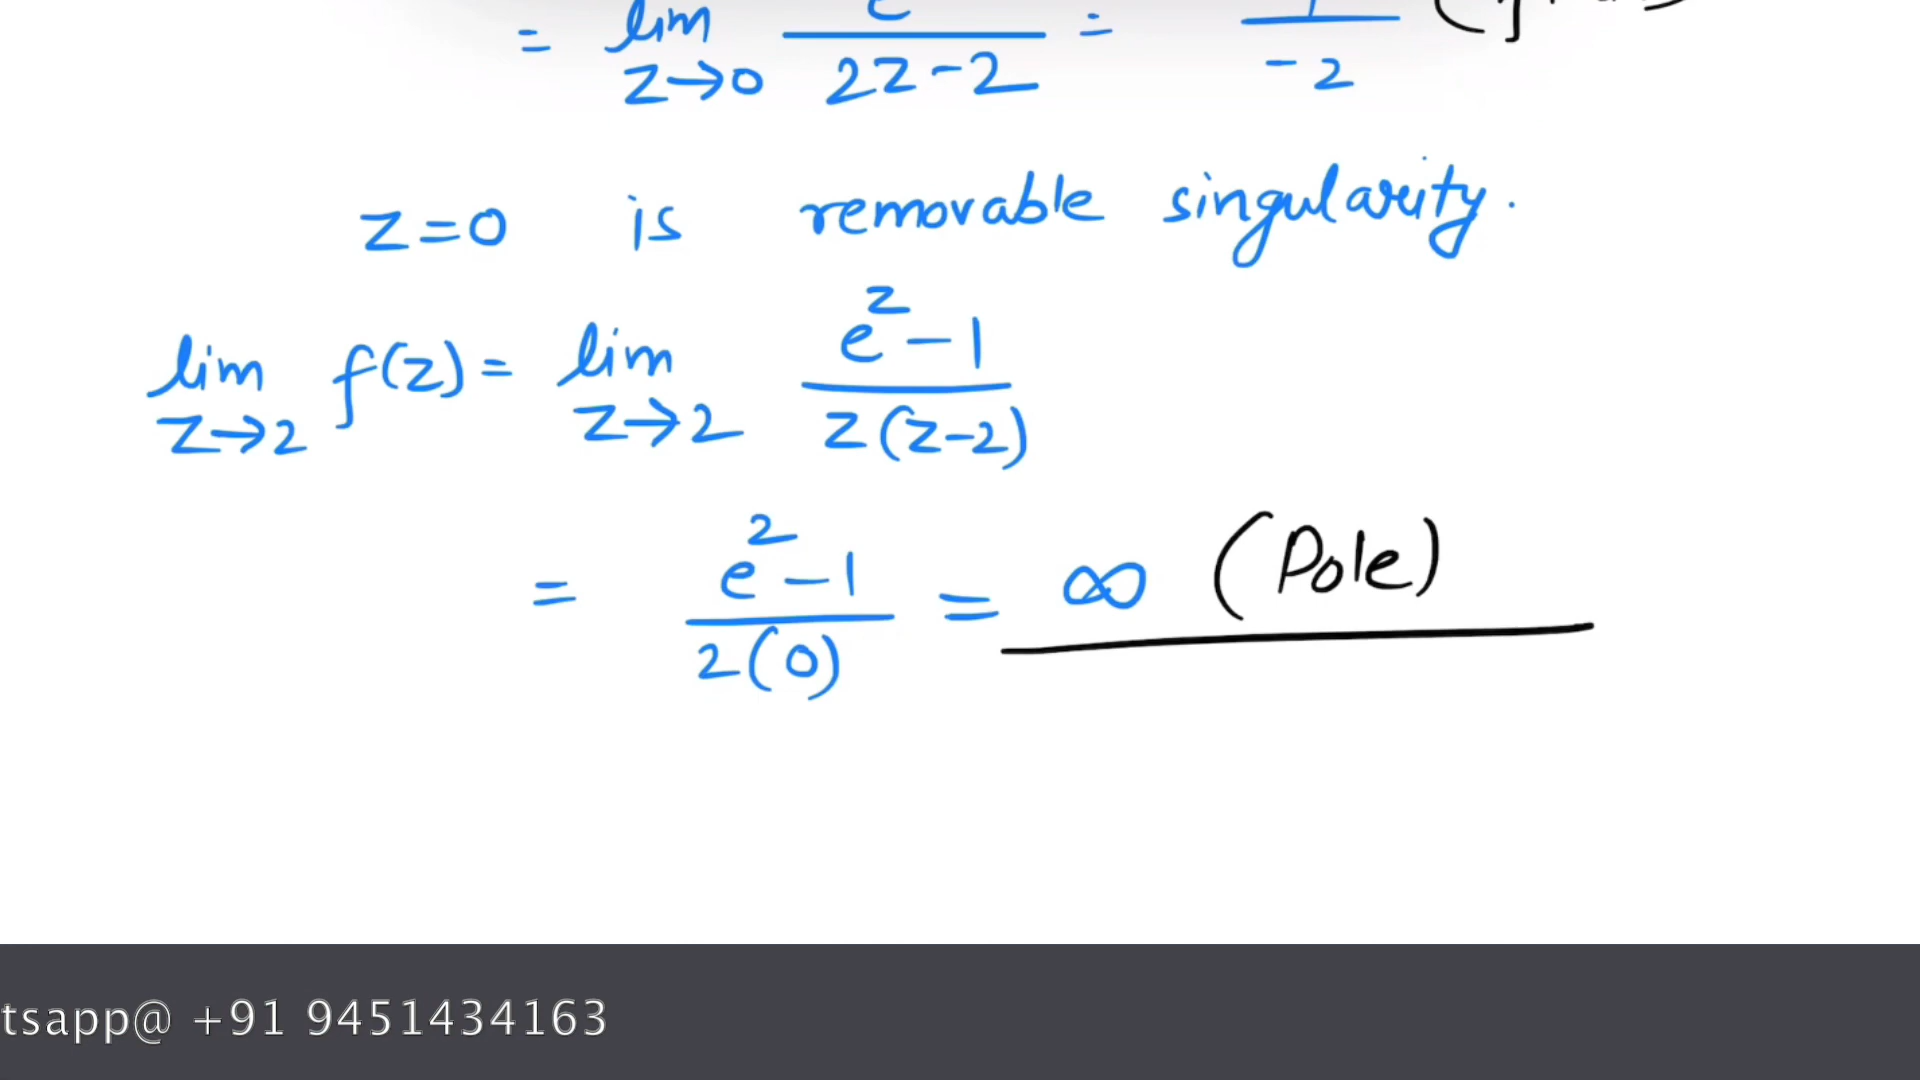 = lim / 2z-2 = / -2
z→0
z=0 is removable singularity.
lim f(z) = lim e^z-1 / z(z-2)
z→2 z→2
= e^2-1 / 2(0) = ∞ (Pole)
tsapp@ +91 9451434163